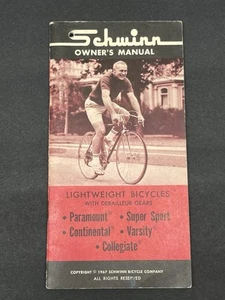 Schwinn
OWNER'S MANUAL
LIGHTWEIGHT BICYCLES
WITH DERAILLEUR GEARS
• Paramount • Super Sport
• Continental • Varsity
• Collegiate
COPYRIGHT © 1967 SCHWINN BICYCLE COMPANY
ALL RIGHTS RESERVED